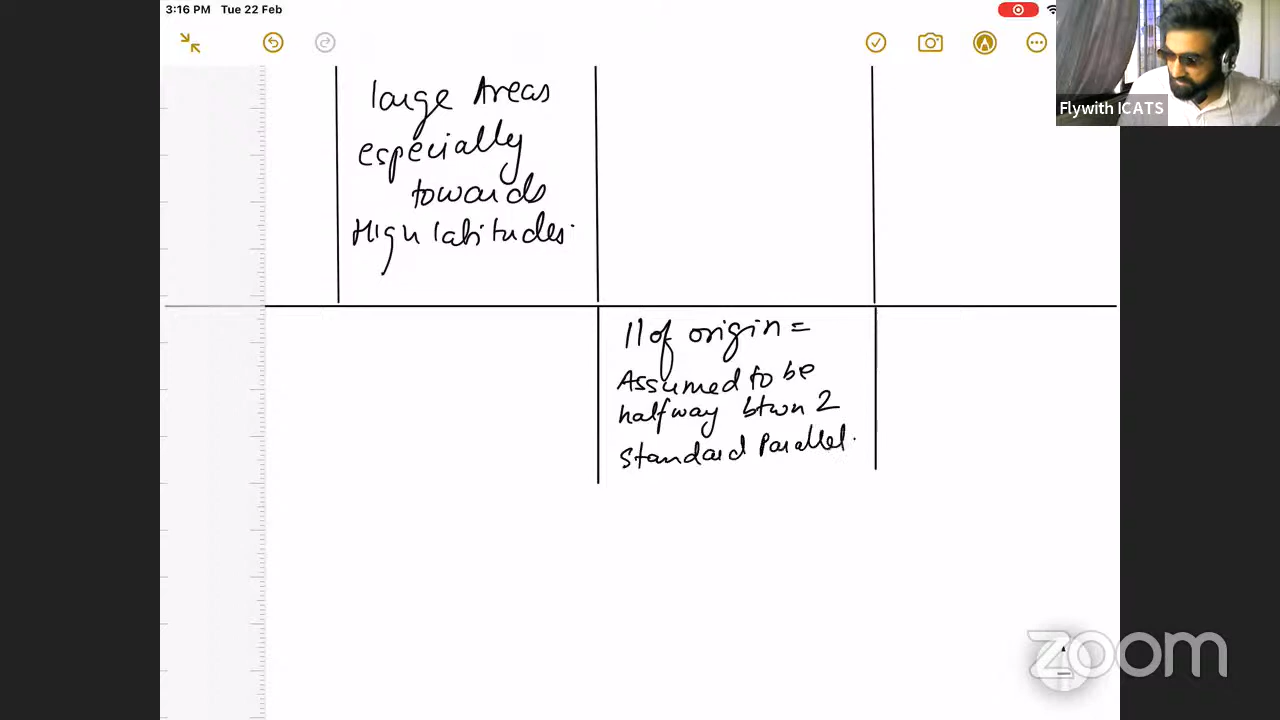 3:16 PM Tue 22 Feb
Flywith ICATS
large Areas
especially
towards
High latitudes.
11 of origin =
Assumed to be
halfway btwn 2
Standard Parallel.
zoom